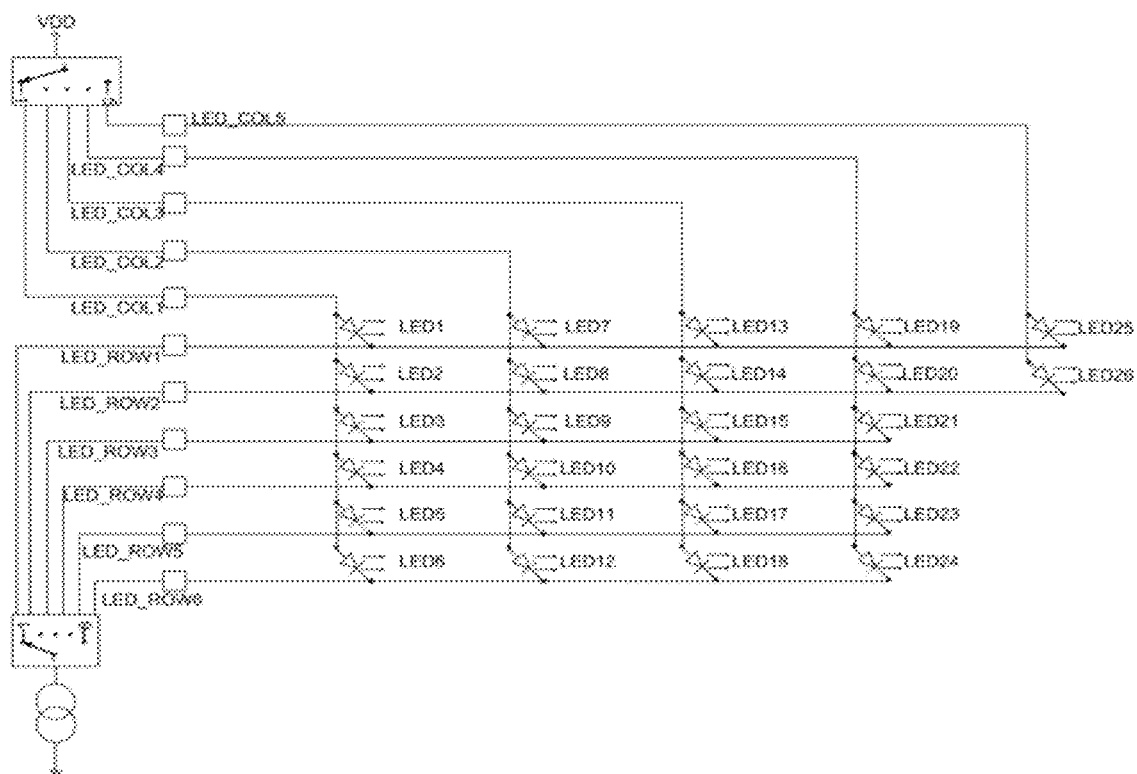 VDD
LED_COL5
LED_COL4
LED_COL3
LED_COL2
LED_COL1
LED1 LED7 LED13 LED19 LED25
LED_ROW1
LED2 LED8 LED14 LED20 LED26
LED_ROW2
LED3 LED9 LED15 LED21
LED_ROW3
LED4 LED10 LED16 LED22
LED_ROW4
LED5 LED11 LED17 LED23
LED_ROW5
LED6 LED12 LED18 LED24
LED_ROW6